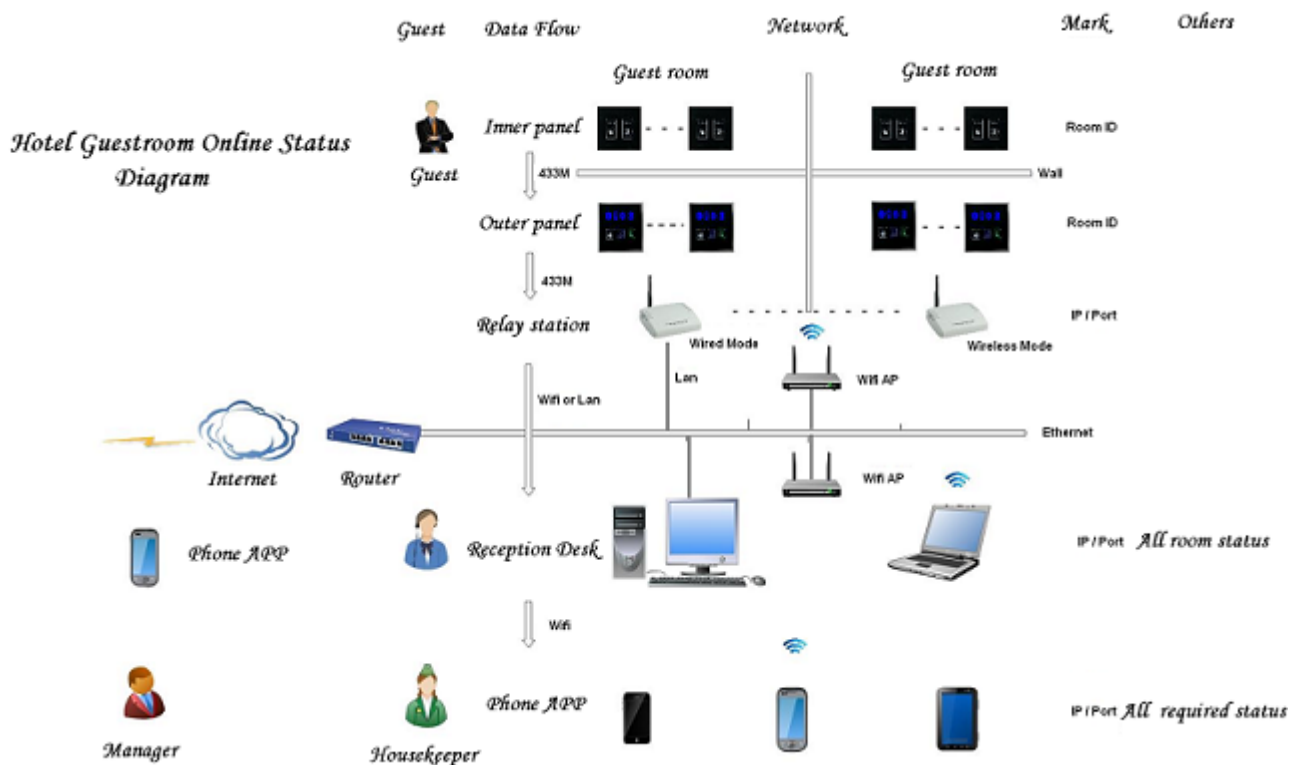 Guest Data Flow Network Mark Others
Guest room Guest room
Hotel Guestroom Online Status
Diagram
Inner panel Room ID
Guest 433M Wall
Outer panel Room ID
433M
Relay station IP / Port
Wired Mode Wireless Mode
Lan Wifi AP
Wifi or Lan
Ethernet
Internet Router Wifi AP
Phone APP Reception Desk IP / Port All room status
Wifi
Phone APP IP / Port All required status
Manager Housekeeper